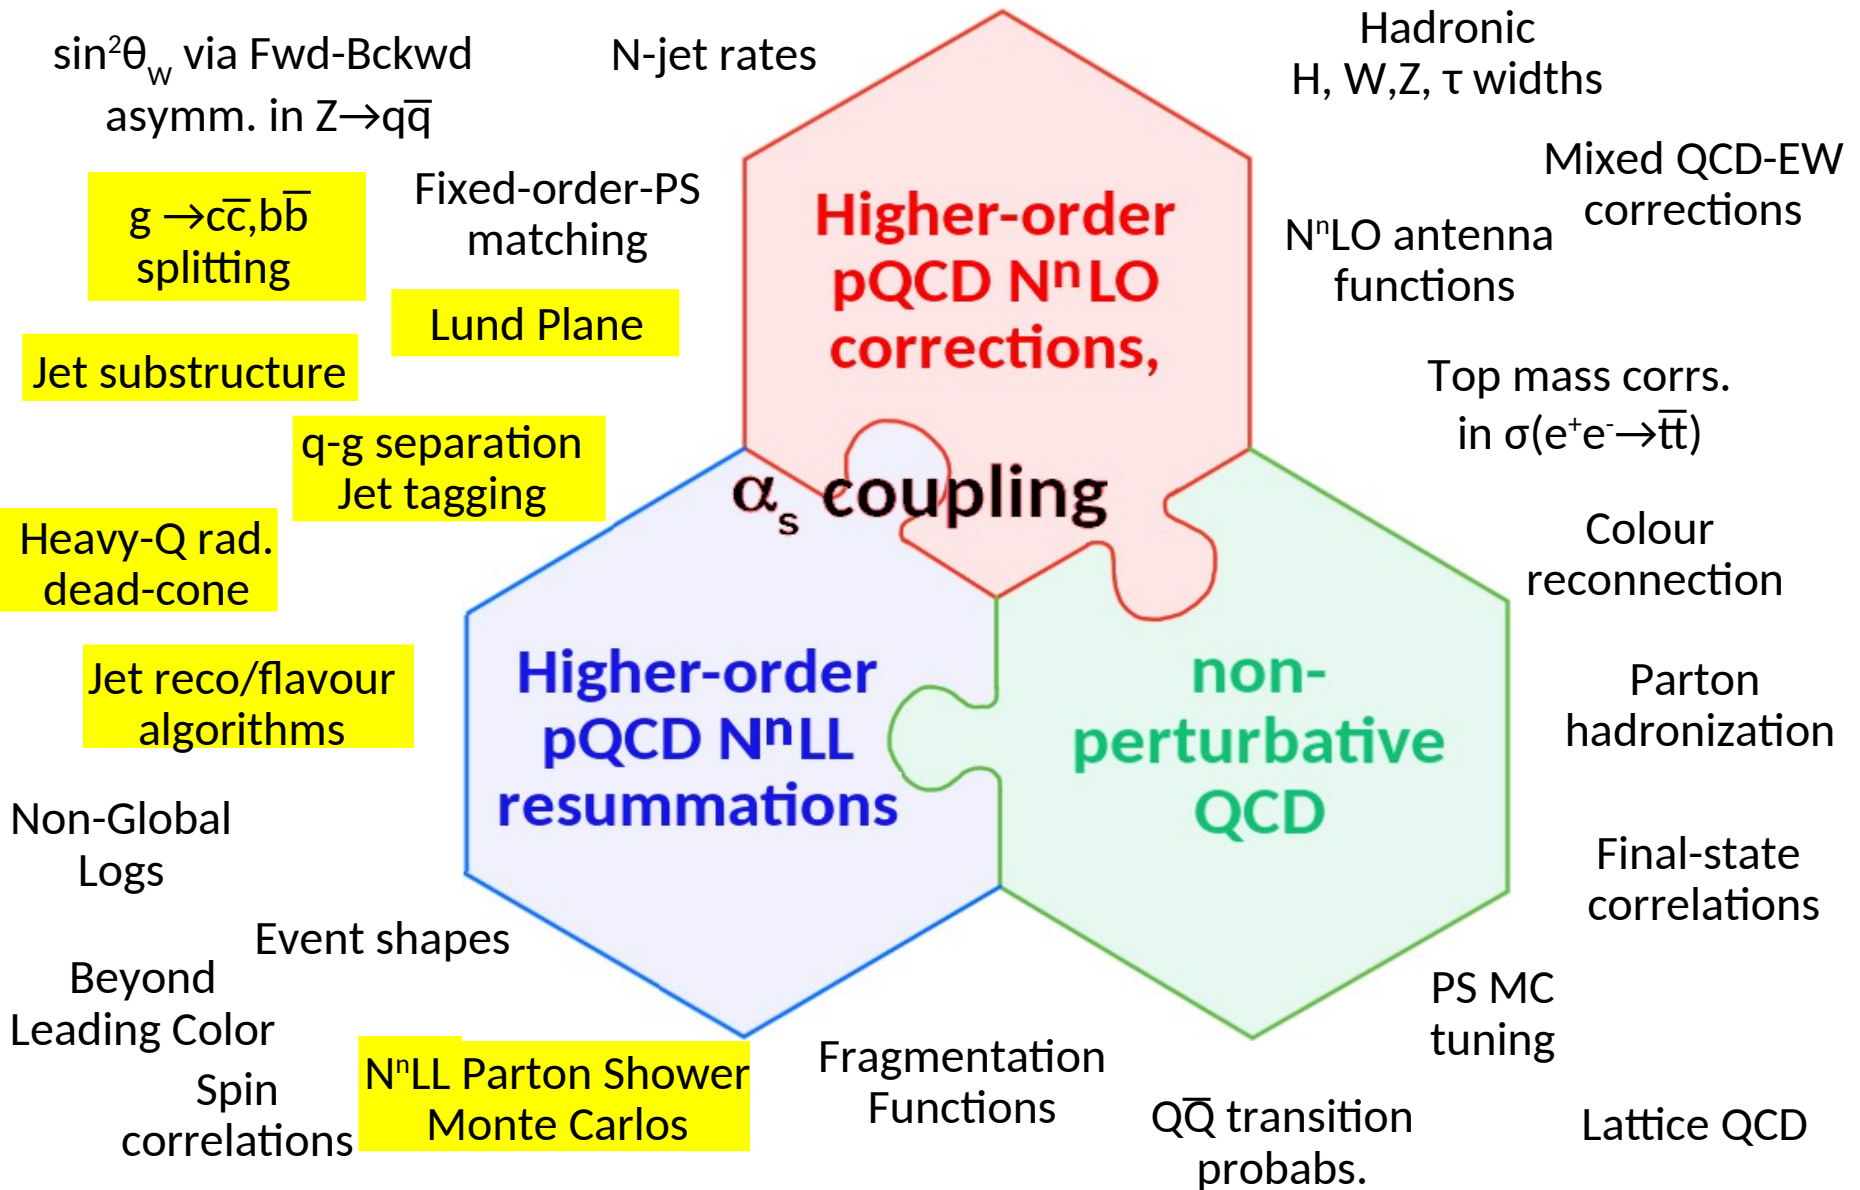 sin²θw via Fwd-Bckwd
asymm. in Z→qq̅
N-jet rates
Hadronic
H, W,Z, τ widths
Mixed QCD-EW
corrections
g →cc̅,bb̅
splitting
Fixed-order-PS
matching
NⁿLO antenna
functions
Higher-order
pQCD NⁿLO
corrections,
Lund Plane
Jet substructure
Top mass corrs.
in σ(e⁺e⁻→t̅t)
q-g separation
Jet tagging
αs coupling
Heavy-Q rad.
dead-cone
Colour
reconnection
Jet reco/flavour
algorithms
Higher-order
pQCD NⁿLL
resummations
non-
perturbative
QCD
Parton
hadronization
Non-Global
Logs
Final-state
correlations
Event shapes
Beyond
Leading Color
PS MC
tuning
Spin
correlations
NⁿLL Parton Shower
Monte Carlos
Fragmentation
Functions
QQ̅ transition
probabs.
Lattice QCD